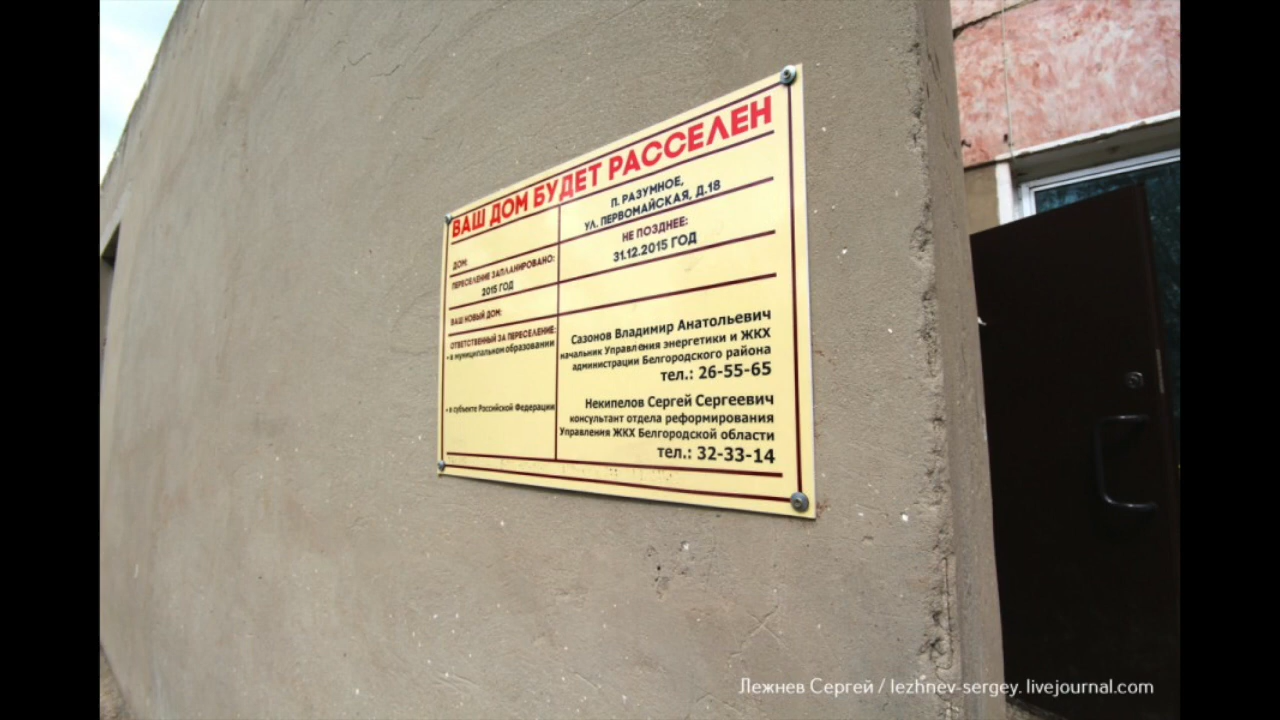 ВАШ ДОМ БУДЕТ РАССЕЛЕН
ДОМ:
П. РАЗУМНОЕ,
УЛ. ПЕРВОМАЙСКАЯ, Д.18
ПЕРЕСЕЛЕНИЕ ЗАПЛАНИРОВАНО:
2015 ГОД
НЕ ПОЗДНЕЕ:
31.12.2015 ГОД
ВАШ НОВЫЙ ДОМ:
ОТВЕТСТВЕННЫЙ ЗА ПЕРЕСЕЛЕНИЕ:
- в муниципальном образовании
Сазонов Владимир Анатольевич
начальник Управления энергетики и ЖКХ
администрации Белгородского района
тел.: 26-55-65
- в субъекте Российской Федерации
Некипелов Сергей Сергеевич
консультант отдела реформирования
Управления ЖКХ Белгородской области
тел.: 32-33-14
Лежнев Сергей / lezhnev-sergey. livejournal.com